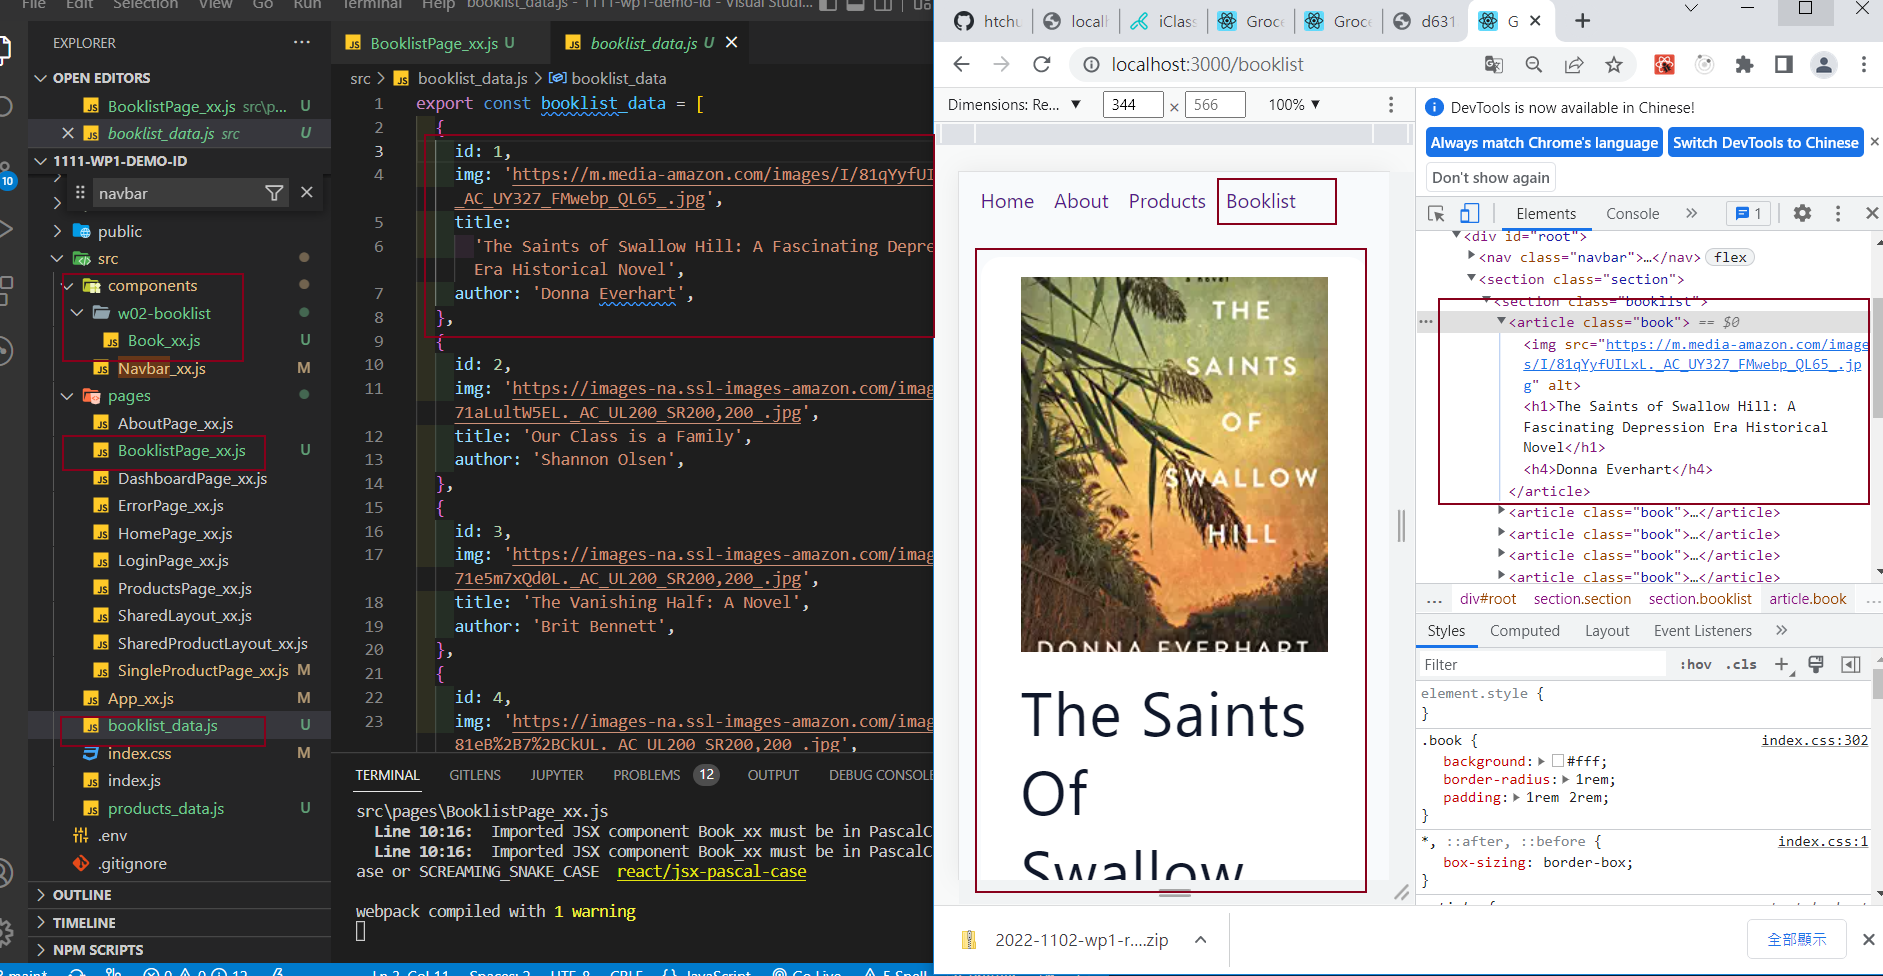 File Edit Selection View Go Run Terminal Help booklist_data.js - 1111-wp1-demo-id - Visual Studi...
EXPLORER ...
OPEN EDITORS
BooklistPage_xx.js src\p... U
booklist_data.js src U
1111-WP1-DEMO-ID
navbar
10
public
src
components
w02-booklist
Book_xx.js U
Navbar_xx.js M
pages
AboutPage_xx.js
BooklistPage_xx.js U
DashboardPage_xx.js
ErrorPage_xx.js
HomePage_xx.js
LoginPage_xx.js
ProductsPage_xx.js
SharedLayout_xx.js
SharedProductLayout_xx.js
SingleProductPage_xx.js M
App_xx.js M
booklist_data.js U
index.css M
index.js
products_data.js U
.env
.gitignore
OUTLINE
TIMELINE
NPM SCRIPTS
BooklistPage_xx.js U booklist_data.js U
src > booklist_data.js > booklist_data
1 export const booklist_data = [
2 {
3 id: 1,
4 img: 'https://m.media-amazon.com/images/I/81qYyfUI
_AC_UY327_FMwebp_QL65_.jpg',
5 title:
6 'The Saints of Swallow Hill: A Fascinating Depre
Era Historical Novel',
7 author: 'Donna Everhart',
8 },
9 {
10 id: 2,
11 img: 'https://images-na.ssl-images-amazon.com/imag
71aLultW5EL._AC_UL200_SR200,200_.jpg',
12 title: 'Our Class is a Family',
13 author: 'Shannon Olsen',
14 },
15 {
16 id: 3,
17 img: 'https://images-na.ssl-images-amazon.com/imag
71e5m7xQd0L._AC_UL200_SR200,200_.jpg',
18 title: 'The Vanishing Half: A Novel',
19 author: 'Brit Bennett',
20 },
21 {
22 id: 4,
23 img: 'https://images-na.ssl-images-amazon.com/imag
81eB%2B7%2BCkUL._AC_UL200_SR200,200_.jpg',
TERMINAL GITLENS JUPYTER PROBLEMS 12 OUTPUT DEBUG CONSOLE
src\pages\BooklistPage_xx.js
Line 10:16: Imported JSX component Book_xx must be in PascalC
Line 10:16: Imported JSX component Book_xx must be in PascalC
ase or SCREAMING_SNAKE_CASE react/jsx-pascal-case
webpack compiled with 1 warning
main* 0 0 12 Ln 3, Col 11 Spaces: 2 UTF-8 CRLF {} JavaScript Go Live 5 Spell
htchu localh iClass Groce Groce d631 G
localhost:3000/booklist
Dimensions: Re... 344 × 566 100%
Home About Products Booklist
a novel
THE
SAINTS
OF
SWALLOW
HILL
DONNA EVERHART
The Saints
Of
Swallow
DevTools is now available in Chinese!
Always match Chrome's language Switch DevTools to Chinese
Don't show again
Elements Console » 1
<div id="root">
<nav class="navbar">…</nav> flex
<section class="section">
<section class="booklist">
<article class="book"> == $0
<img src="https://m.media-amazon.com/image
s/I/81qYyfUILxL._AC_UY327_FMwebp_QL65_.jp
g" alt>
<h1>The Saints of Swallow Hill: A
Fascinating Depression Era Historical
Novel</h1>
<h4>Donna Everhart</h4>
</article>
<article class="book">…</article>
<article class="book">…</article>
<article class="book">…</article>
<article class="book">…</article>
... div#root section.section section.booklist article.book ...
Styles Computed Layout Event Listeners »
Filter :hov .cls +
element.style {
}
.book { index.css:302
background: #fff;
border-radius: 1rem;
padding: 1rem 2rem;
}
*, ::after, ::before { index.css:1
box-sizing: border-box;
}
2022-1102-wp1-r....zip
全部顯示